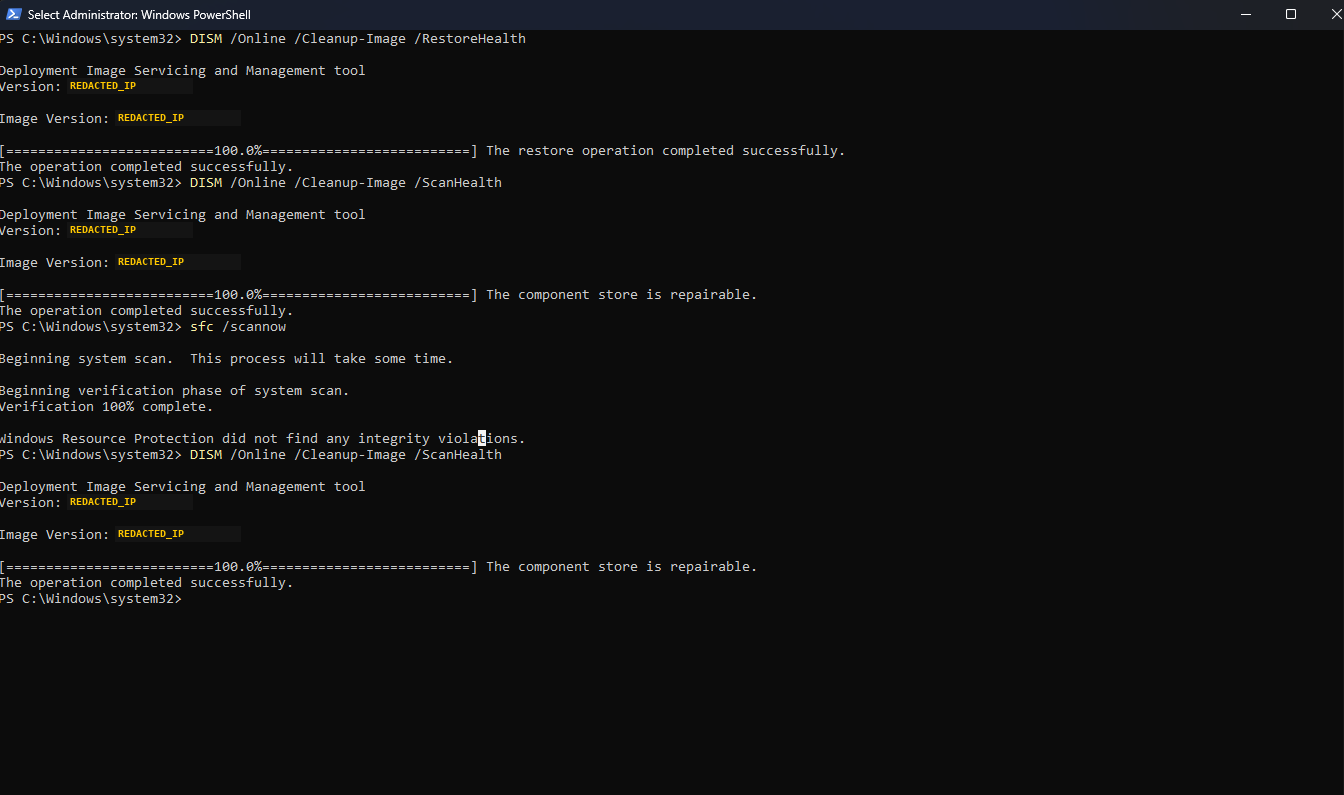 Select Administrator: Windows PowerShell
PS C:\Windows\system32> DISM /Online /Cleanup-Image /RestoreHealth
Deployment Image Servicing and Management tool
Version: REDACTED_IP
Image Version: REDACTED_IP
[==========================100.0%==========================] The restore operation completed successfully.
The operation completed successfully.
PS C:\Windows\system32> DISM /Online /Cleanup-Image /ScanHealth
Deployment Image Servicing and Management tool
Version: REDACTED_IP
Image Version: REDACTED_IP
[==========================100.0%==========================] The component store is repairable.
The operation completed successfully.
PS C:\Windows\system32> sfc /scannow
Beginning system scan.  This process will take some time.
Beginning verification phase of system scan.
Verification 100% complete.
Windows Resource Protection did not find any integrity violations.
PS C:\Windows\system32> DISM /Online /Cleanup-Image /ScanHealth
Deployment Image Servicing and Management tool
Version: REDACTED_IP
Image Version: REDACTED_IP
[==========================100.0%==========================] The component store is repairable.
The operation completed successfully.
PS C:\Windows\system32>